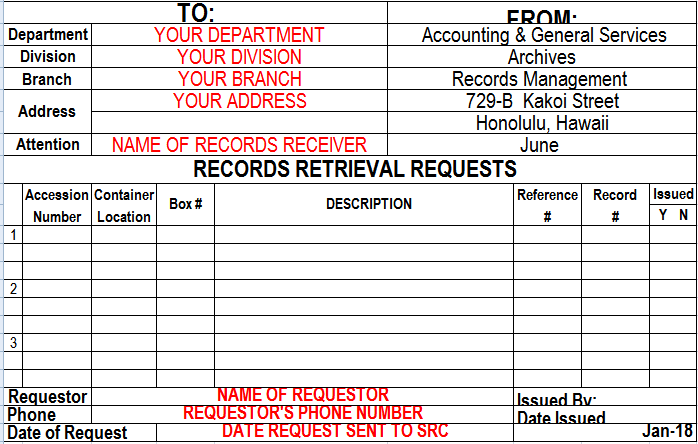 TO: FROM:
Department YOUR DEPARTMENT Accounting & General Services
Division YOUR DIVISION Archives
Branch YOUR BRANCH Records Management
Address YOUR ADDRESS 729-B Kakoi Street
Honolulu, Hawaii
Attention NAME OF RECORDS RECEIVER June
RECORDS RETRIEVAL REQUESTS
Accession Number Container Location Box # DESCRIPTION Reference # Record # Issued Y N
1
2
3
Requestor NAME OF REQUESTOR Issued By:
Phone REQUESTOR'S PHONE NUMBER Date Issued
Date of Request DATE REQUEST SENT TO SRC Jan-18